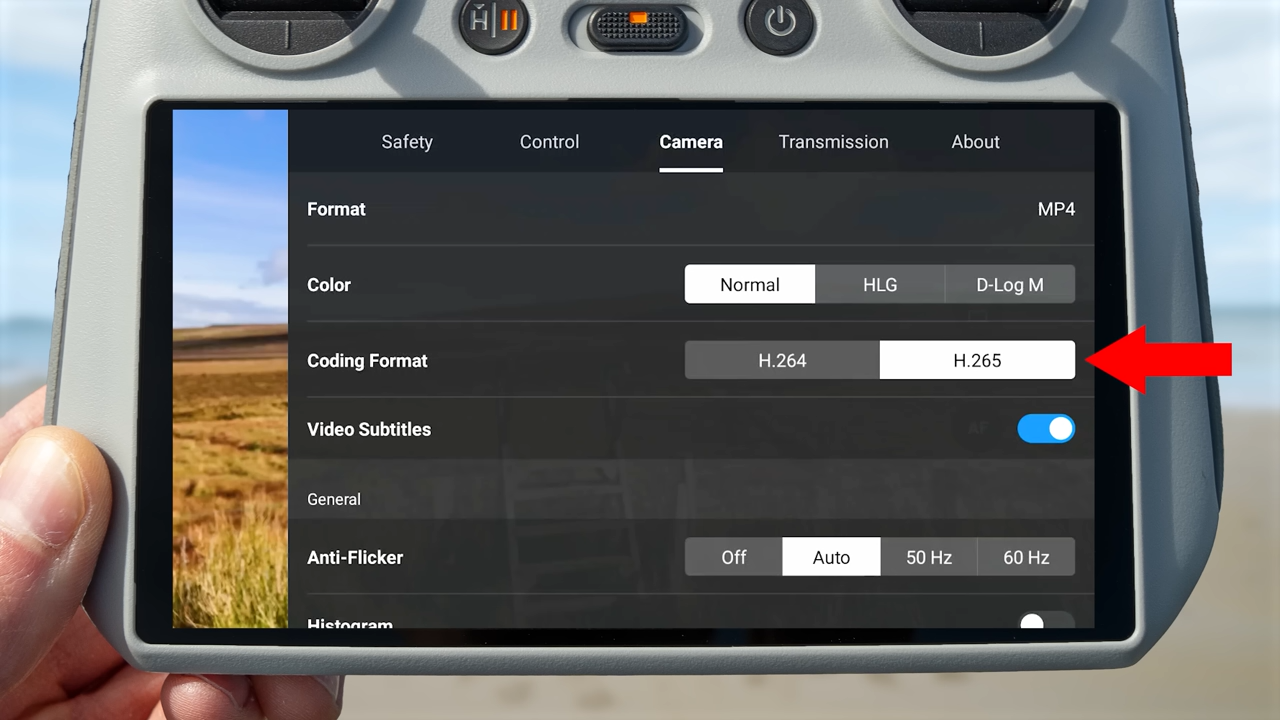 H
Safety Control Camera Transmission About
Format MP4
Color Normal HLG D-Log M
Coding Format H.264 H.265
Video Subtitles
General
Anti-Flicker Off Auto 50 Hz 60 Hz
Histogram